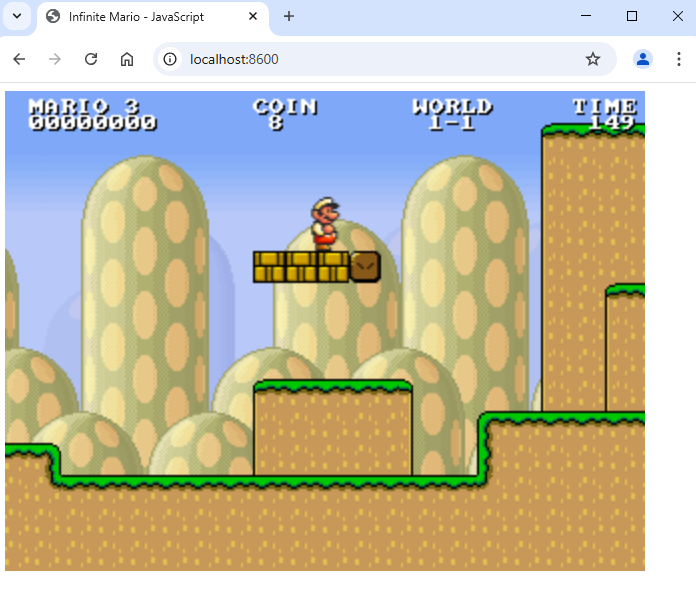 Infinite Mario - JavaScript
localhost:8600
MARIO 3 COIN WORLD TIME
00000000 8 1-1 149